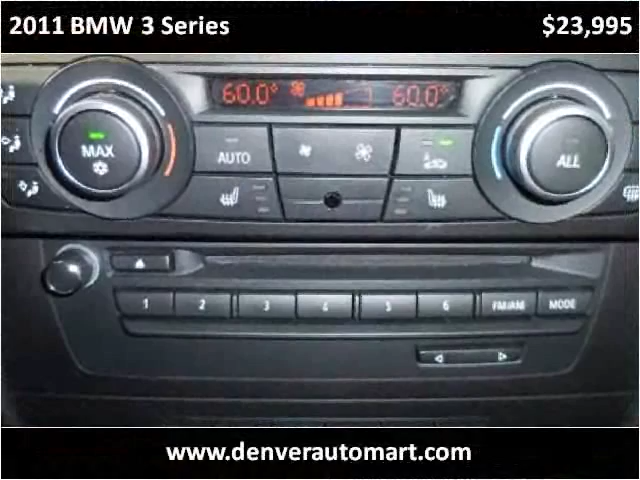 2011 BMW 3 Series $23,995
60.0° 60.0°
MAX AUTO ALL
1 2 3 4 5 6 FM/AM MODE
www.denverautomart.com